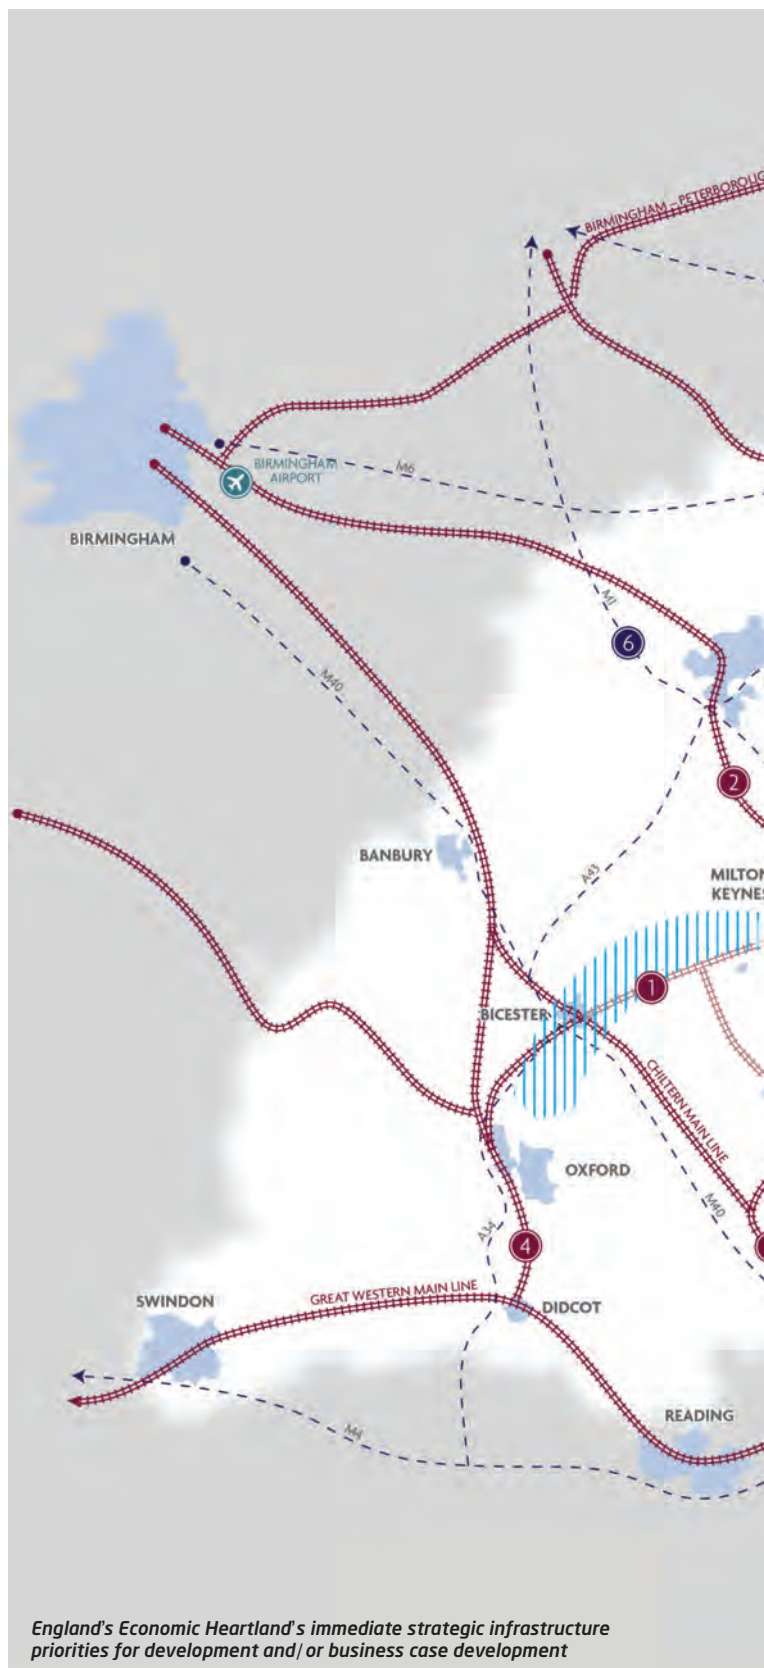 BIRMINGHAM – PETERBOROUG
BIRMINGHAM
AIRPORT
M6
BIRMINGHAM
M1
6
M40
2
BANBURY
A43
MILTON
KEYNES
1
BICESTER
CHILTERN MAIN LINE
OXFORD
M40
A34
4
GREAT WESTERN MAIN LINE
SWINDON
DIDCOT
READING
M4
England's Economic Heartland's immediate strategic infrastructure
priorities for development and/or business case development